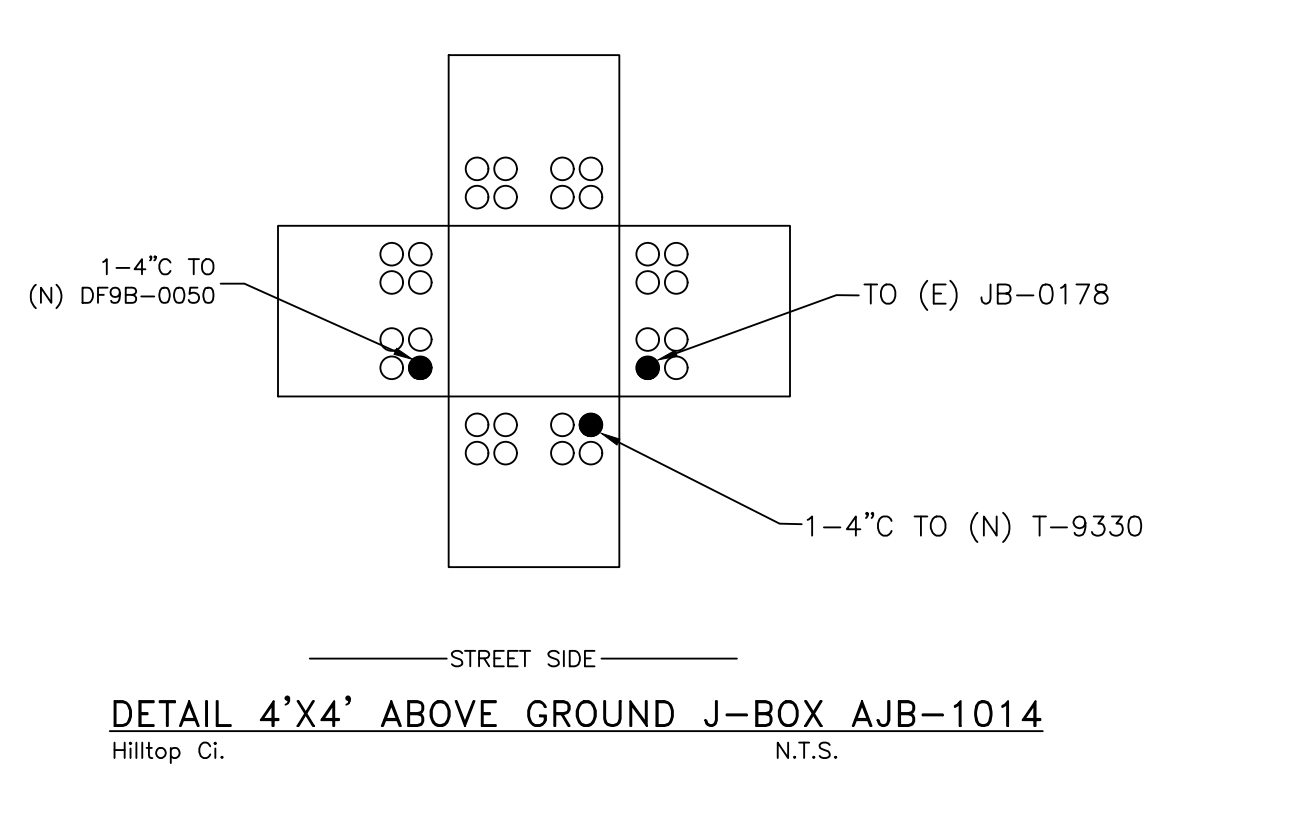 1-4”C TO
(N) DF9B-0050
TO (E) JB-0178
1-4”C TO (N) T-9330
STREET SIDE
DETAIL 4’X4’ ABOVE GROUND J-BOX AJB-1014
Hilltop Ci.
N.T.S.